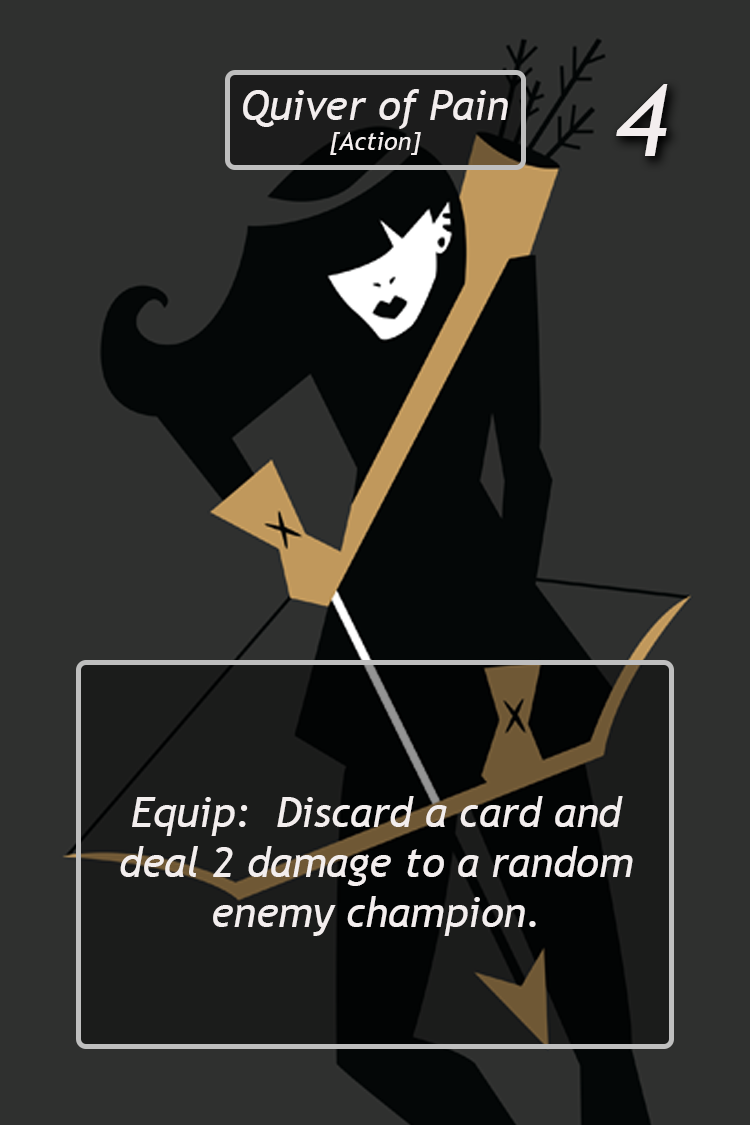 Quiver of Pain
[Action]
4
Equip:  Discard a card and
deal 2 damage to a random
enemy champion.